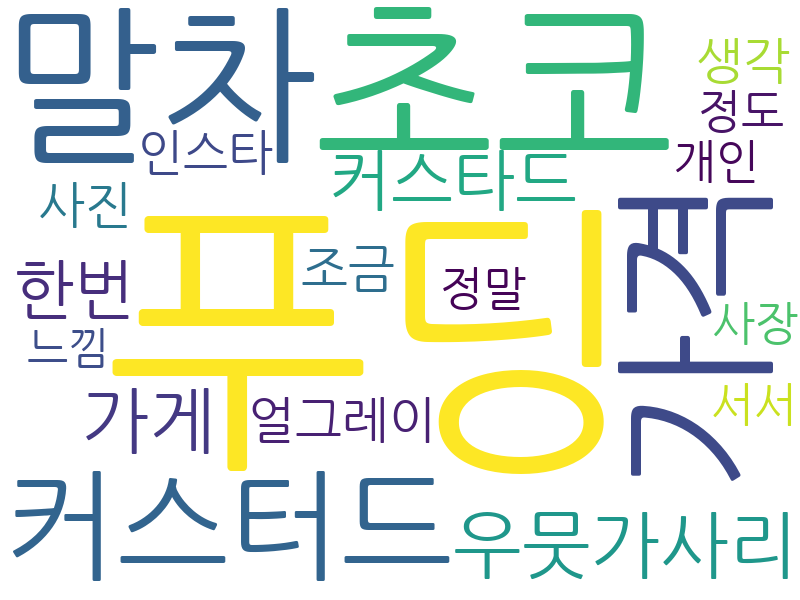 말차
초코
생각
정도
인스타
커스타드
개인
사진
푸딩
가격
한번
조금
정말
사장
느낌
가게
얼그레이
서서
커스터드
우뭇가사리